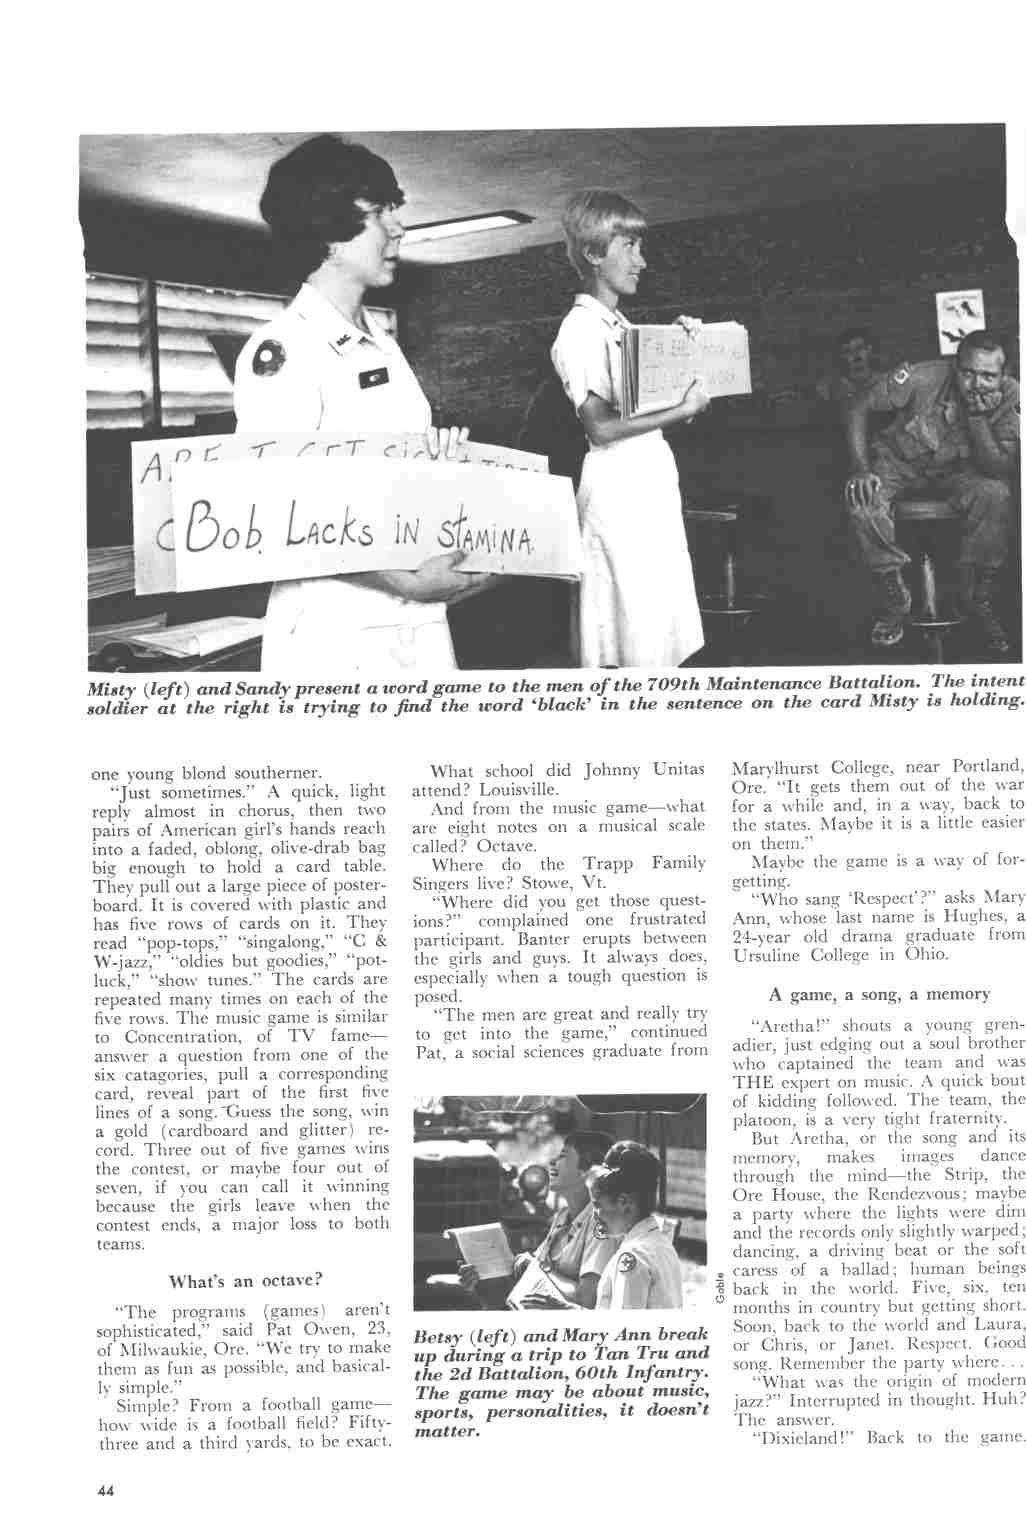 ARC
Bob Lacks in Stamina.
Misty (left) and Sandy present a word game to the men of the 709th Maintenance Battalion. The intent
soldier at the right is trying to find the word ‘black’ in the sentence on the card Misty is holding.
one young blond southerner.
“Just sometimes.” A quick, light
reply almost in chorus, then two
pairs of American girl’s hands reach
into a faded, oblong, olive-drab bag
big enough to hold a card table.
They pull out a large piece of poster-
board. It is covered with plastic and
has five rows of cards on it. They
read “pop-tops,” “singalong,” “C &
W-jazz,” “oldies but goodies,” “pot-
luck,” “show tunes.” The cards are
repeated many times on each of the
five rows. The music game is similar
to Concentration, of TV fame—
answer a question from one of the
six catagories, pull a corresponding
card, reveal part of the first five
lines of a song. Guess the song, win
a gold (cardboard and glitter) re-
cord. Three out of five games wins
the contest, or maybe four out of
seven, if you can call it winning
because the girls leave when the
contest ends, a major loss to both
teams.
What’s an octave?
“The programs (games) aren’t
sophisticated,” said Pat Owen, 23,
of Milwaukie, Ore. “We try to make
them as fun as possible, and basical-
ly simple.”
Simple? From a football game—
how wide is a football field? Fifty-
three and a third yards, to be exact.
What school did Johnny Unitas
attend? Louisville.
And from the music game—what
are eight notes on a musical scale
called? Octave.
Where do the Trapp Family
Singers live? Stowe, Vt.
“Where did you get those quest-
ions?” complained one frustrated
participant. Banter erupts between
the girls and guys. It always does,
especially when a tough question is
posed.
“The men are great and really try
to get into the game,” continued
Pat, a social sciences graduate from
Goble
Betsy (left) and Mary Ann break
up during a trip to Tan Tru and
the 2d Battalion, 60th Infantry.
The game may be about music,
sports, personalities, it doesn’t
matter.
Marylhurst College, near Portland,
Ore. “It gets them out of the war
for a while and, in a way, back to
the states. Maybe it is a little easier
on them.”
Maybe the game is a way of for-
getting.
“Who sang ‘Respect’?” asks Mary
Ann, whose last name is Hughes, a
24-year old drama graduate from
Ursuline College in Ohio.
A game, a song, a memory
“Aretha!” shouts a young gren-
adier, just edging out a soul brother
who captained the team and was
THE expert on music. A quick bout
of kidding followed. The team, the
platoon, is a very tight fraternity.
But Aretha, or the song and its
memory, makes images dance
through the mind—the Strip, the
Ore House, the Rendezvous; maybe
a party where the lights were dim
and the records only slightly warped;
dancing, a driving beat or the soft
caress of a ballad; human beings
back in the world. Five, six, ten
months in country but getting short.
Soon, back to the world and Laura,
or Chris, or Janet. Respect. Good
song. Remember the party where...
“What was the origin of modern
jazz?” Interrupted in thought. Huh?
The answer.
“Dixieland!” Back to the game.
44